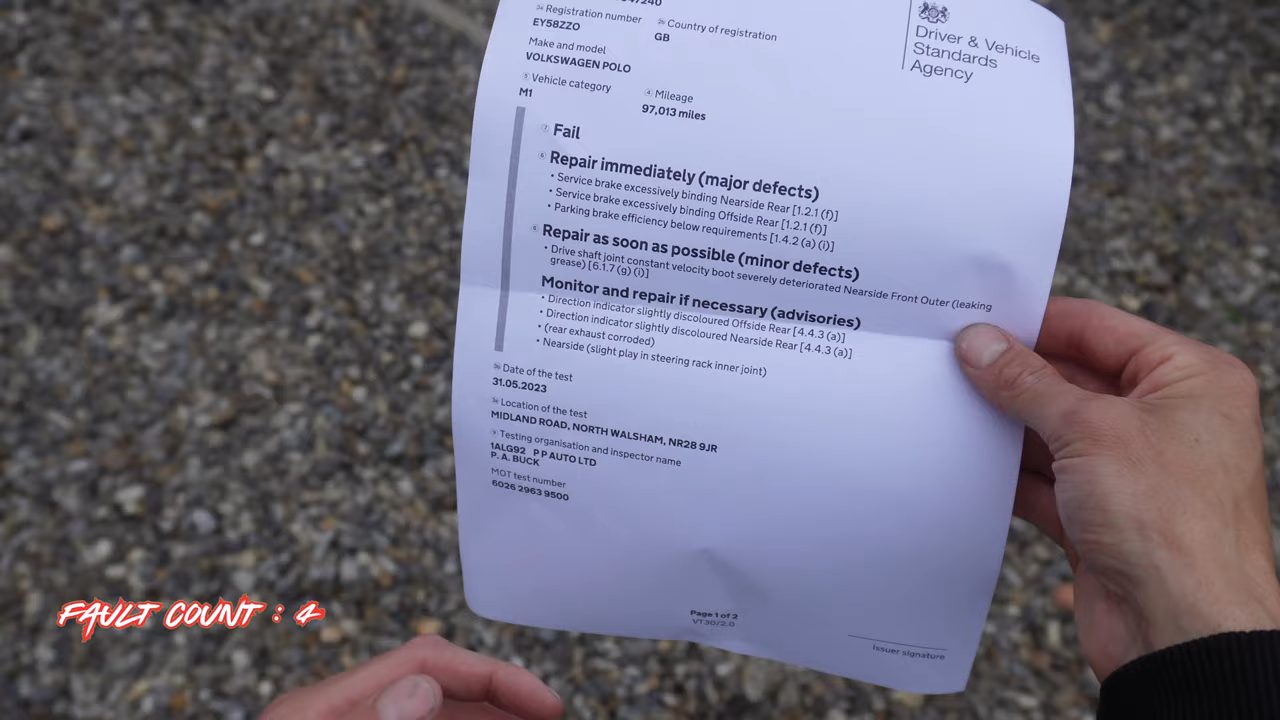 Registration number
EY58ZZO
Country of registration
GB
Driver & Vehicle
Standards
Agency
Make and model
VOLKSWAGEN POLO
Vehicle category
M1
Mileage
97,013 miles
Fail
Repair immediately (major defects)
• Service brake excessively binding Nearside Rear [1.2.1 (f)]
• Service brake excessively binding Offside Rear [1.2.1 (f)]
• Parking brake efficiency below requirements [1.4.2 (a) (i)]
Repair as soon as possible (minor defects)
• Drive shaft joint constant velocity boot severely deteriorated Nearside Front Outer (leaking
grease) [6.1.7 (g) (i)]
Monitor and repair if necessary (advisories)
• Direction indicator slightly discoloured Offside Rear [4.4.3 (a)]
• Direction indicator slightly discoloured Nearside Rear [4.4.3 (a)]
• (rear exhaust corroded)
• Nearside (slight play in steering rack inner joint)
Date of the test
31.05.2023
Location of the test
MIDLAND ROAD, NORTH WALSHAM, NR28 9JR
Testing organisation and inspector name
1ALG92 P P AUTO LTD
P. A. BUCK
MOT test number
6026 2963 9500
Page 1 of 2
VT30/2.0
Issuer signature
FAULT COUNT : 4